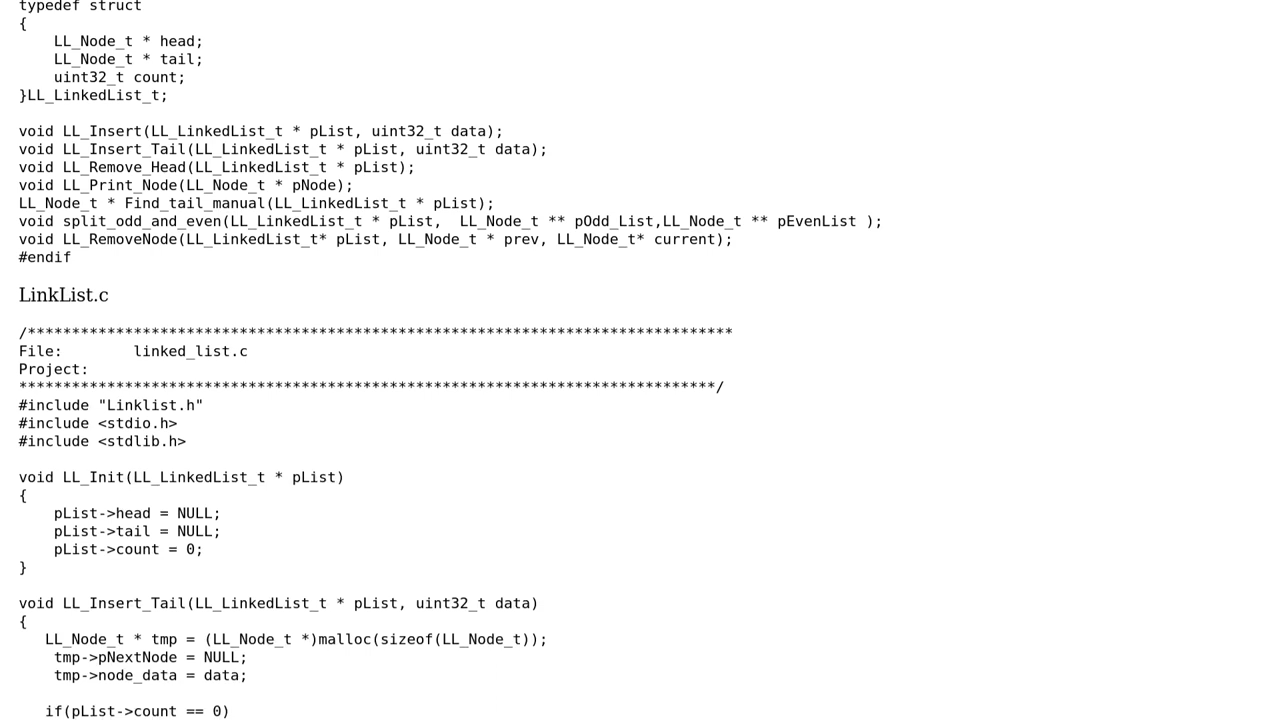 typedef struct
{
    LL_Node_t * head;
    LL_Node_t * tail;
    uint32_t count;
}LL_LinkedList_t;

void LL_Insert(LL_LinkedList_t * pList, uint32_t data);
void LL_Insert_Tail(LL_LinkedList_t * pList, uint32_t data);
void LL_Remove_Head(LL_LinkedList_t * pList);
void LL_Print_Node(LL_Node_t * pNode);
LL_Node_t * Find_tail_manual(LL_LinkedList_t * pList);
void split_odd_and_even(LL_LinkedList_t * pList,  LL_Node_t ** pOdd_List,LL_Node_t ** pEvenList );
void LL_RemoveNode(LL_LinkedList_t* pList, LL_Node_t * prev, LL_Node_t* current);
#endif

LinkList.c

/********************************************************************************
File:        linked_list.c
Project:
*******************************************************************************/
#include "Linklist.h"
#include <stdio.h>
#include <stdlib.h>

void LL_Init(LL_LinkedList_t * pList)
{
    pList->head = NULL;
    pList->tail = NULL;
    pList->count = 0;
}

void LL_Insert_Tail(LL_LinkedList_t * pList, uint32_t data)
{
   LL_Node_t * tmp = (LL_Node_t *)malloc(sizeof(LL_Node_t));
    tmp->pNextNode = NULL;
    tmp->node_data = data;

   if(pList->count == 0)